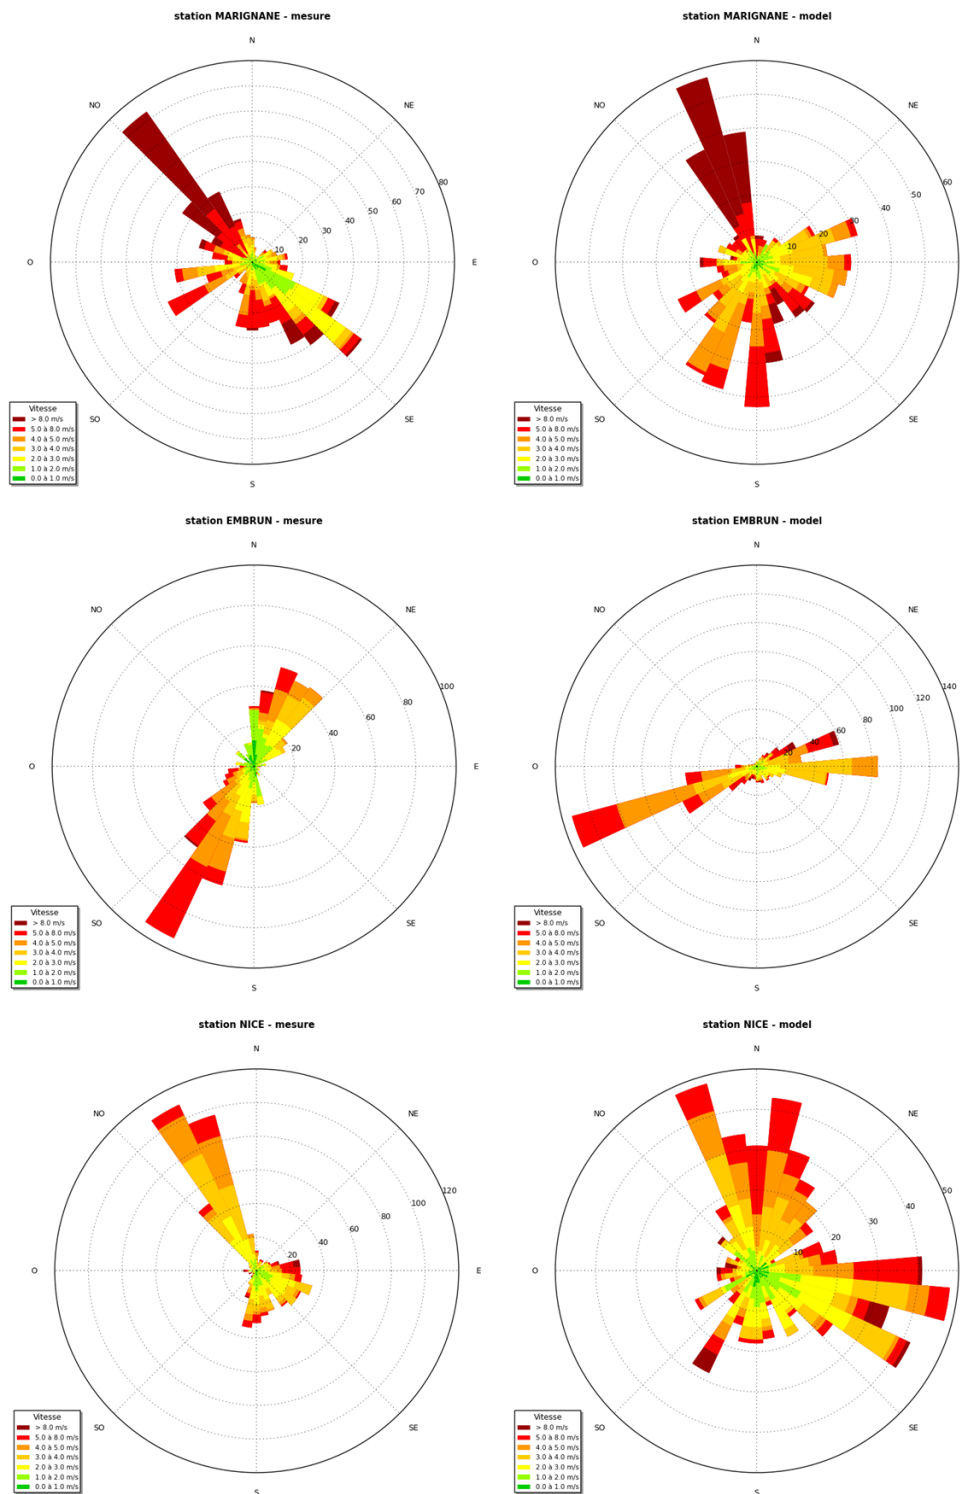 station MARIGNANE - mesure
N
NO
NE
80
70
60
50
40
30
20
10
O
E
SO
SE
S
Vitesse
> 8.0 m/s
5.0 à 8.0 m/s
4.0 à 5.0 m/s
3.0 à 4.0 m/s
2.0 à 3.0 m/s
1.0 à 2.0 m/s
0.0 à 1.0 m/s
station MARIGNANE - model
N
NO
NE
60
50
40
30
20
10
O
E
SO
SE
S
Vitesse
> 8.0 m/s
5.0 à 8.0 m/s
4.0 à 5.0 m/s
3.0 à 4.0 m/s
2.0 à 3.0 m/s
1.0 à 2.0 m/s
0.0 à 1.0 m/s
station EMBRUN - mesure
N
NO
NE
100
80
60
40
20
O
E
SO
SE
S
Vitesse
> 8.0 m/s
5.0 à 8.0 m/s
4.0 à 5.0 m/s
3.0 à 4.0 m/s
2.0 à 3.0 m/s
1.0 à 2.0 m/s
0.0 à 1.0 m/s
station EMBRUN - model
N
NO
NE
140
120
100
80
60
40
20
O
E
SO
SE
S
Vitesse
> 8.0 m/s
5.0 à 8.0 m/s
4.0 à 5.0 m/s
3.0 à 4.0 m/s
2.0 à 3.0 m/s
1.0 à 2.0 m/s
0.0 à 1.0 m/s
station NICE - mesure
N
NO
NE
120
100
80
60
40
20
O
E
SO
SE
S
Vitesse
> 8.0 m/s
5.0 à 8.0 m/s
4.0 à 5.0 m/s
3.0 à 4.0 m/s
2.0 à 3.0 m/s
1.0 à 2.0 m/s
0.0 à 1.0 m/s
station NICE - model
N
NO
NE
50
40
30
20
10
O
E
SO
SE
S
Vitesse
> 8.0 m/s
5.0 à 8.0 m/s
4.0 à 5.0 m/s
3.0 à 4.0 m/s
2.0 à 3.0 m/s
1.0 à 2.0 m/s
0.0 à 1.0 m/s